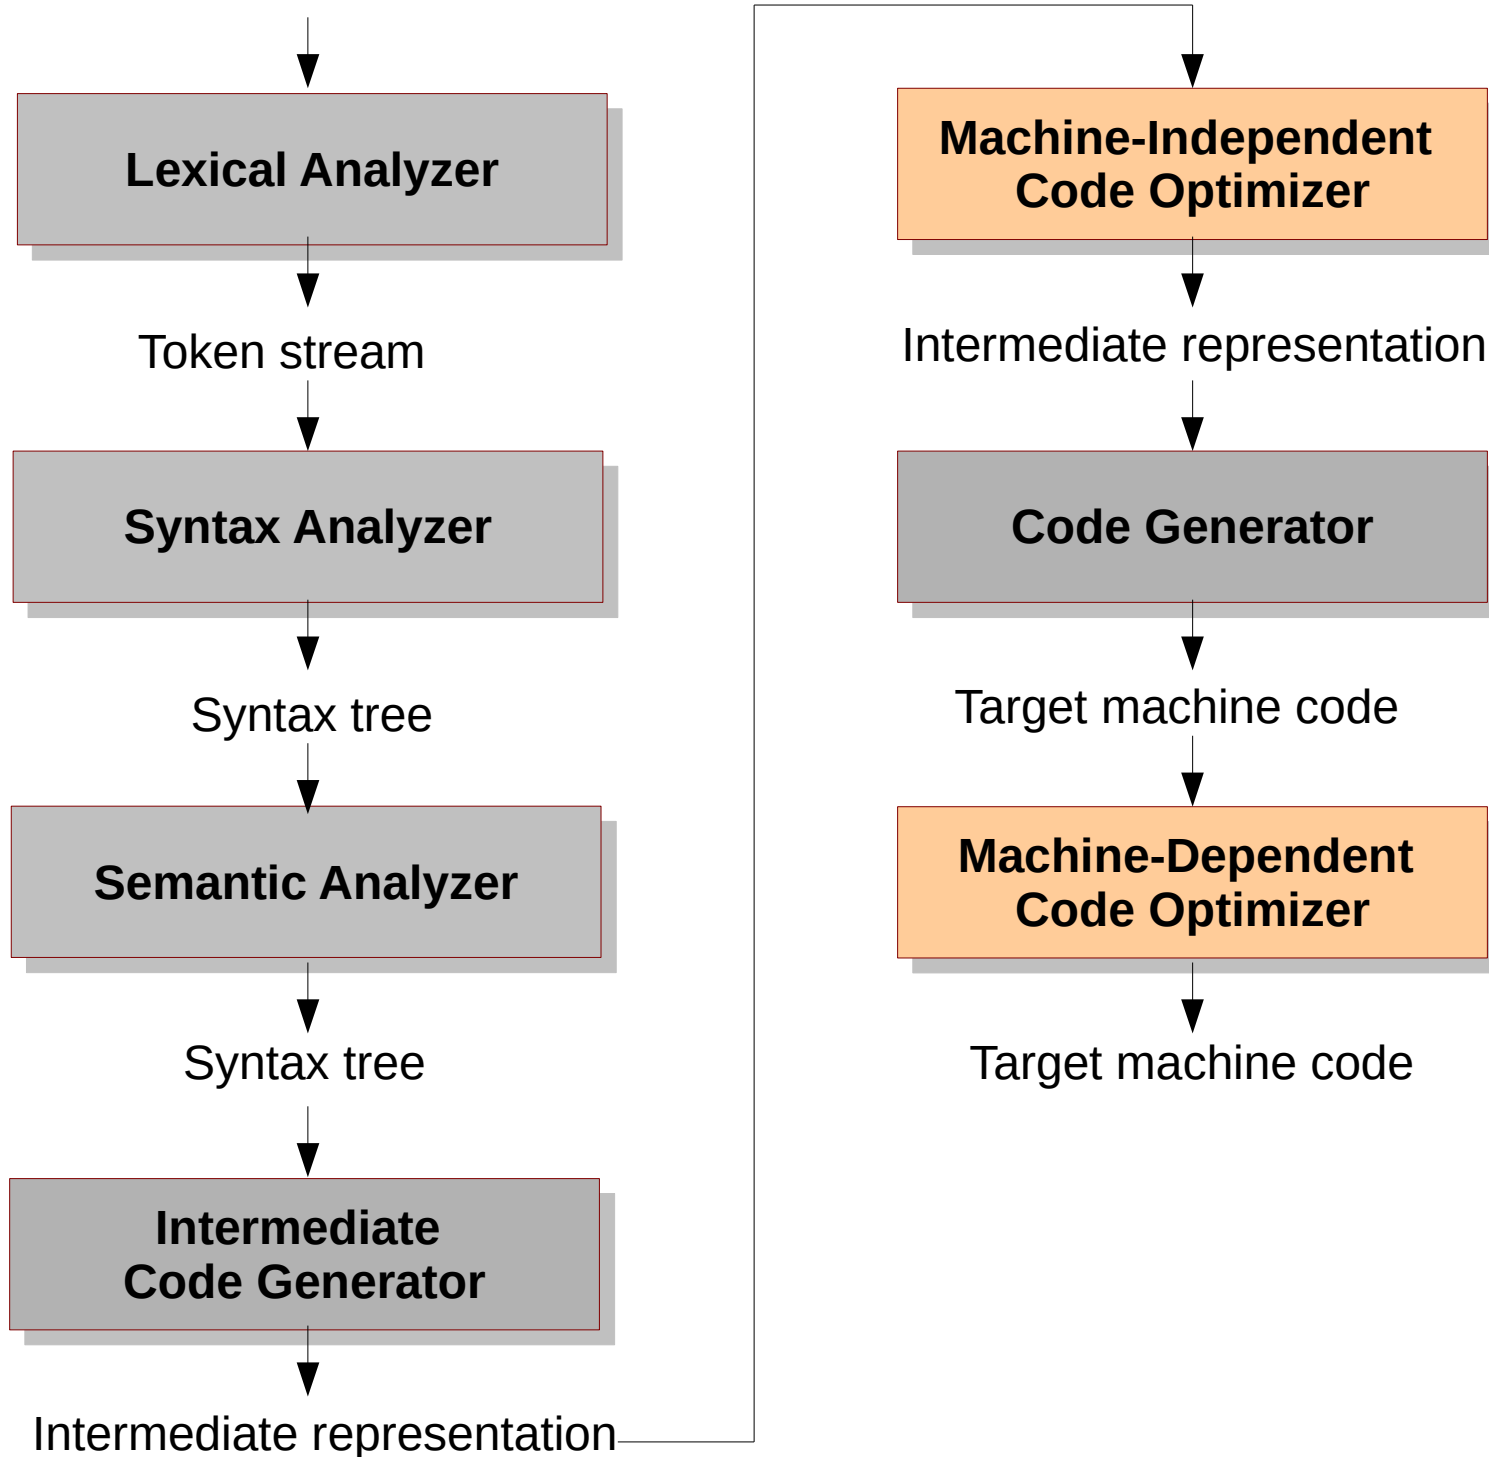 Lexical Analyzer
Token stream
Syntax Analyzer
Syntax tree
Semantic Analyzer
Syntax tree
Intermediate
Code Generator
Intermediate representation
Machine-Independent
Code Optimizer
Intermediate representation
Code Generator
Target machine code
Machine-Dependent
Code Optimizer
Target machine code